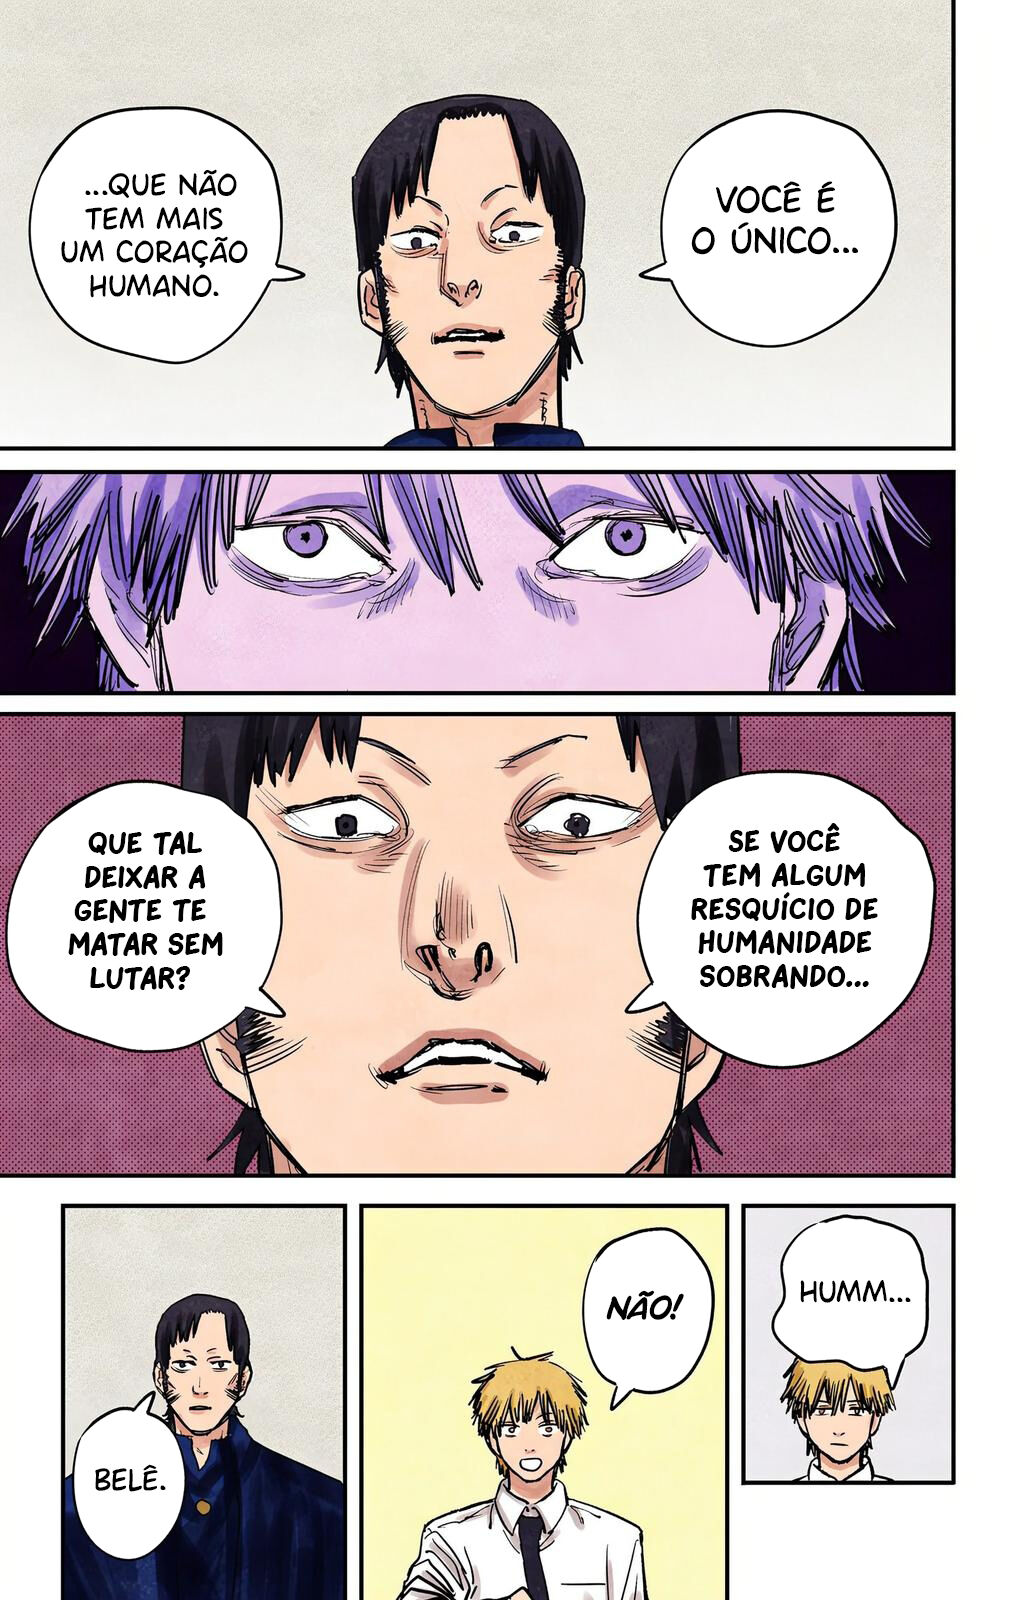 VOCÊ É
O ÚNICO...
...QUE NÃO
TEM MAIS
UM CORAÇÃO
HUMANO.
SE VOCÊ
TEM ALGUM
RESQUÍCIO DE
HUMANIDADE
SOBRANDO...
QUE TAL
DEIXAR A
GENTE TE
MATAR SEM
LUTAR?
HUMM...
NÃO!
BELÊ.